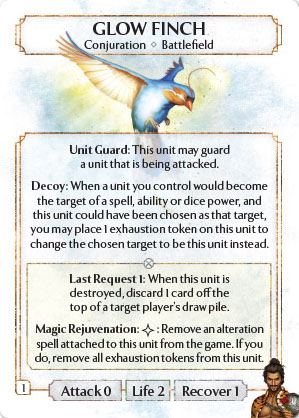 GLOW FINCH
Conjuration ⋄ Battlefield
Unit Guard: This unit may guard
a unit that is being attacked.
Decoy: When a unit you control would become
the target of a spell, ability or dice power, and
this unit could have been chosen as that target,
you may place 1 exhaustion token on this unit to
change the chosen target to be this unit instead.
Last Request 1: When this unit is
destroyed, discard 1 card off the
top of a target player's draw pile.
Magic Rejuvenation: : Remove an alteration
spell attached to this unit from the game. If you
do, remove all exhaustion tokens from this unit.
1
Attack 0 Life 2 Recover 1